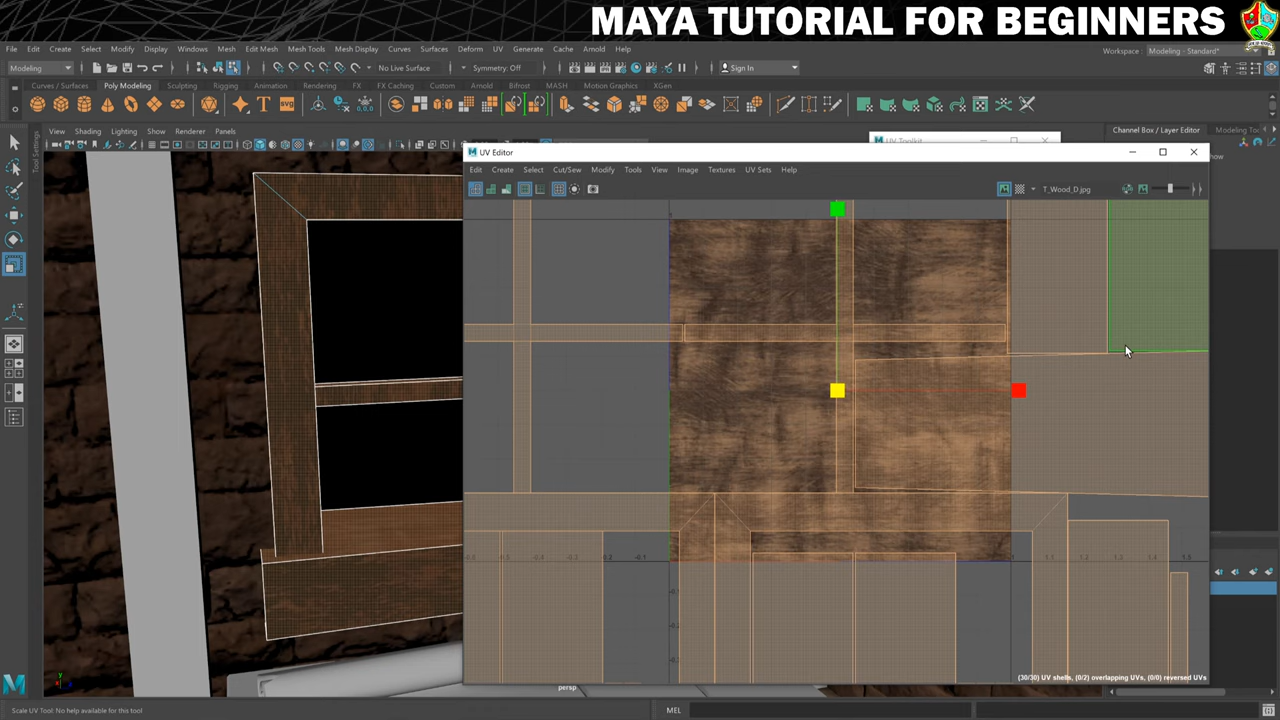 MAYA TUTORIAL FOR BEGINNERS
File Edit Create Select Modify Display Windows Mesh Edit Mesh Mesh Tools Mesh Display Curves Surfaces Deform UV Generate Cache Arnold Help
Workspace : Modeling - Standard*
Modeling No Live Surface Symmetry: Off Sign In
Curves / Surfaces Poly Modeling Sculpting Rigging Animation Rendering FX FX Caching Custom Arnold Bifrost MASH Motion Graphics XGen
View Shading Lighting Show Renderer Panels
UV Toolkit
Channel Box / Layer Editor
Tool Settings
UV Editor
Edit Create Select Cut/Sew Modify Tools View Image Textures UV Sets Help
T_Wood_D.jpg
(30/30) UV shells, (0/2) overlapping UVs, (0/0) reversed UVs
persp
Scale UV Tool: No help available for this tool
MEL